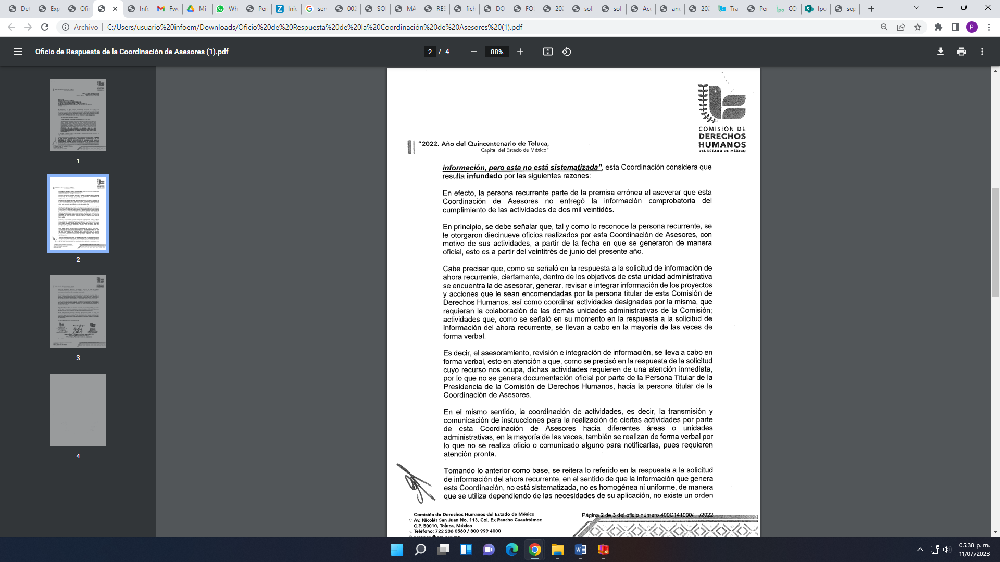 Det
Exp
Ofi
Info
Fwo
Mi
Wh
Per
Inic
ser
002
SO
MA
RES
fich
DO
FOI
202
soli
sol
Acu
ane
202
Tra
Per
CO
Ipc
sep
Archivo
C:/Users/usuario%20infoem/Downloads/Oficio%20de%20Respuesta%20de%20la%20Coordinación%20de%20Asesores%20(1).pdf
P
Oficio de Respuesta de la Coordinación de Asesores (1).pdf
2 / 4
88%
1
2
3
4
COMISIÓN DE
DERECHOS
HUMANOS
DEL ESTADO DE MÉXICO
“2022. Año del Quincentenario de Toluca,
Capital del Estado de México”
información, pero esta no está sistematizada”, esta Coordinación considera que
resulta infundado por las siguientes razones:
En efecto, la persona recurrente parte de la premisa errónea al aseverar que esta
Coordinación de Asesores no entregó la información comprobatoria del
cumplimiento de las actividades de dos mil veintidós.
En principio, se debe señalar que, tal y como lo reconoce la persona recurrente, se
le otorgaron diecinueve oficios realizados por esta Coordinación de Asesores, con
motivo de sus actividades, a partir de la fecha en que se generaron de manera
oficial, esto es a partir del veintitrés de junio del presente año.
Cabe precisar que, como se señaló en la respuesta a la solicitud de información de
ahora recurrente, ciertamente, dentro de los objetivos de esta unidad administrativa
se encuentra la de asesorar, generar, revisar e integrar información de los proyectos
y acciones que le sean encomendadas por la persona titular de esta Comisión de
Derechos Humanos, así como coordinar actividades designadas por la misma, que
requieran la colaboración de las demás unidades administrativas de la Comisión;
actividades que, como se señaló en su momento en la respuesta a la solicitud de
información del ahora recurrente, se llevan a cabo en la mayoría de las veces de
forma verbal.
Es decir, el asesoramiento, revisión e integración de información, se lleva a cabo en
forma verbal, esto en atención a que, como se precisó en la respuesta de la solicitud
cuyo recurso nos ocupa, dichas actividades requieren de una atención inmediata,
por lo que no se genera documentación oficial por parte de la Persona Titular de la
Presidencia de la Comisión de Derechos Humanos, hacia la persona titular de la
Coordinación de Asesores.
En el mismo sentido, la coordinación de actividades, es decir, la transmisión y
comunicación de instrucciones para la realización de ciertas actividades por parte
de esta Coordinación de Asesores hacia diferentes áreas o unidades
administrativas, en la mayoría de las veces, también se realizan de forma verbal por
lo que no se realiza oficio o comunicado alguno para notificarlas, pues requieren
atención pronta.
Tomando lo anterior como base, se reitera lo referido en la respuesta a la solicitud
de información del ahora recurrente, en el sentido de que la información que genera
esta Coordinación, no está sistematizada, no es homogénea ni uniforme, de manera
que se utiliza dependiendo de las necesidades de su aplicación, no existe un orden
Comisión de Derechos Humanos del Estado de México
Av. Nicolás San Juan No. 113, Col. Ex Rancho Cuauhtémoc
C.P. 50010, Toluca, México
Teléfono: 722 236 0560 / 800 999 4000
www.codhem.org.mx
Página 2 de 3 del oficio número 400C141000/ /2022
05:38 p. m.
11/07/2023